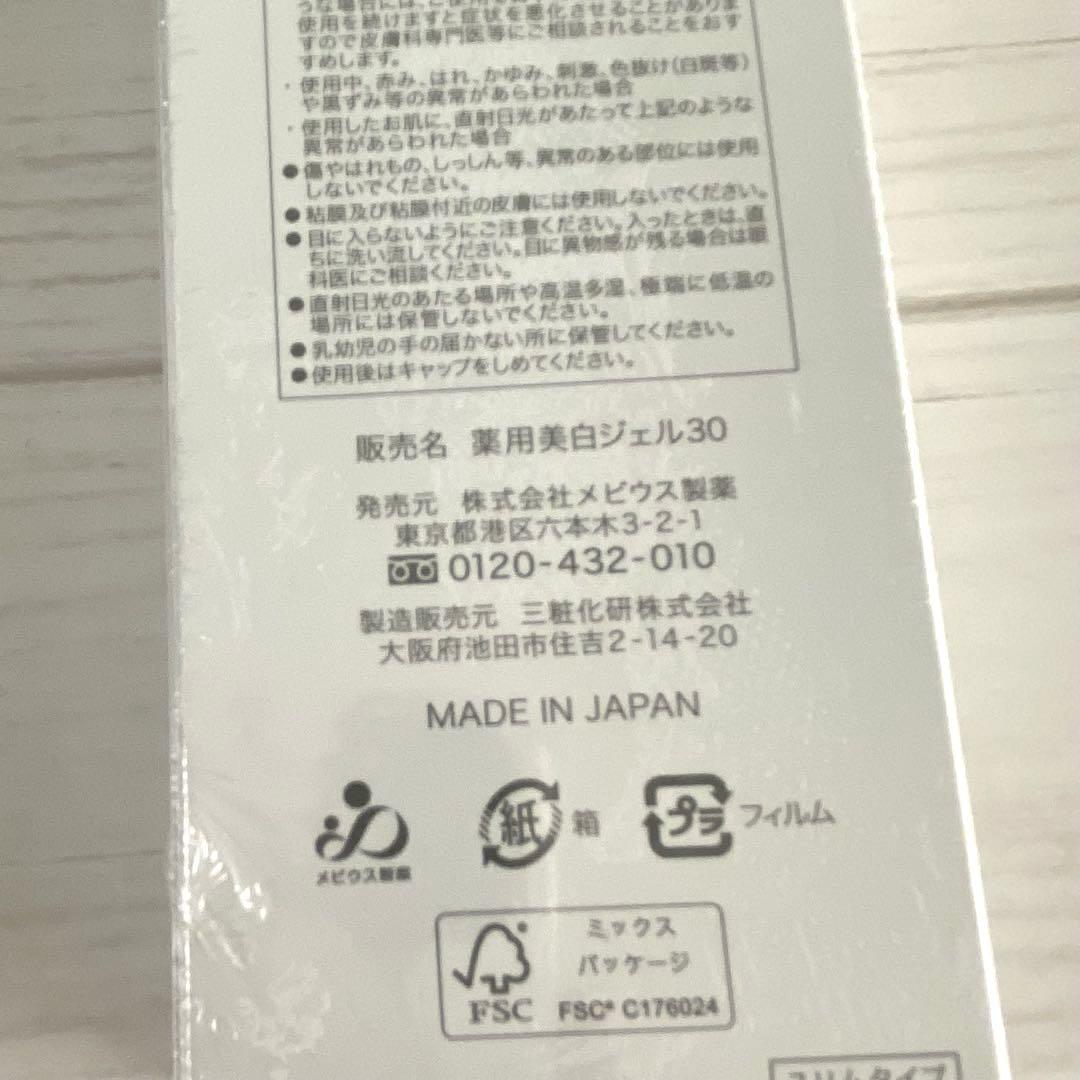 うな場合には、ご使用をお
使用を続けますと症状を悪化させることがありま
すので皮膚科専門医等にご相談されることをおす
すめします。
・使用中、赤み、はれ、かゆみ、刺激、色抜け(白斑等)
や黒ずみ等の異常があらわれた場合
・使用したお肌に、直射日光があたって上記のような
異常があらわれた場合
●傷やはれもの、しっしん等、異常のある部位には使用
しないでください。
●粘膜及び粘膜付近の皮膚には使用しないでください。
●目に入らないようにご注意ください。入ったときは、直
ちに洗い流してください。目に異物感が残る場合は眼
科医にご相談ください。
●直射日光のあたる場所や高温多湿、極端に低温の
場所には保管しないでください。
●乳幼児の手の届かない所に保管してください。
●使用後はキャップをしめてください。
販売名 薬用美白ジェル30
発売元 株式会社メビウス製薬
東京都港区六本木3-2-1
0120-432-010
製造販売元 三粧化研株式会社
大阪府池田市住吉2-14-20
MADE IN JAPAN
メビウス製薬
紙 箱
プラ フィルム
ミックス
パッケージ
FSC FSC® C176024
スリムタイプ